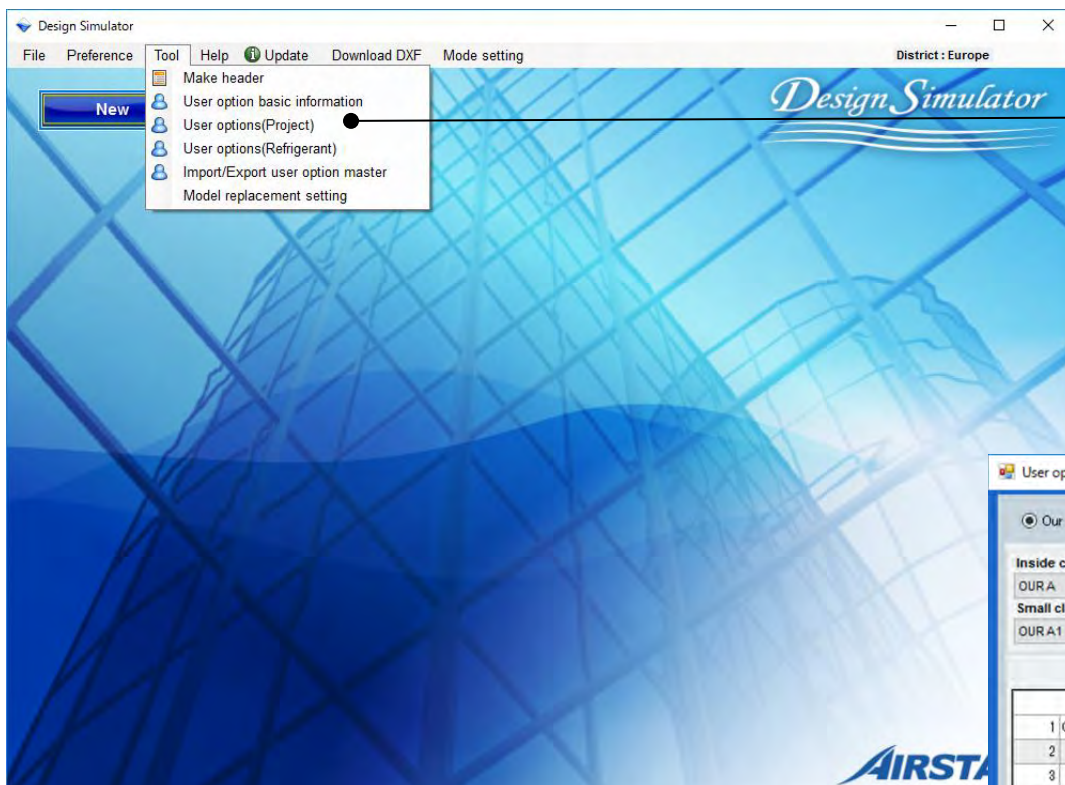 Design Simulator
File Preference Tool Help Update Download DXF Mode setting District : Europe
New
Make header
User option basic information
User options(Project)
User options(Refrigerant)
Import/Export user option master
Model replacement setting
Design Simulator
User op
Our
Inside c
OUR A
Small cl
OUR A1
1
2
3
AIRSTA